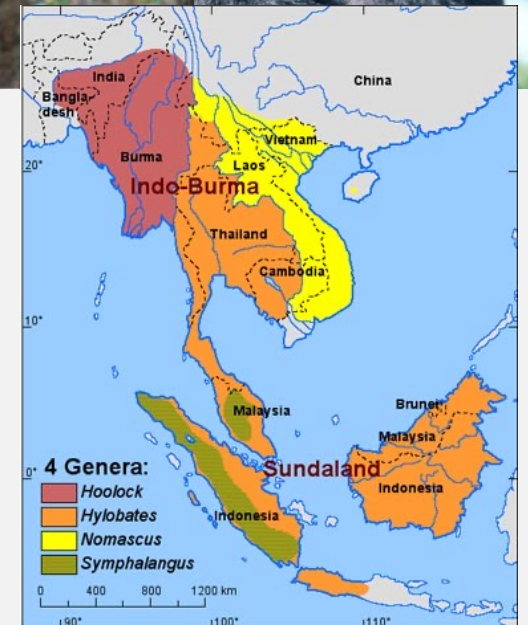 India
China
Bangla-
desh
Vietnam
Burma
Laos
20°
Indo-Burma
Thailand
Cambodia
10°
Brunei
Malaysia
Malaysia
4 Genera:
0°
Sundaland
Hoolock
Indonesia
Hylobates
Indonesia
Nomascus
Symphalangus
0 400 800 1200 km
90° 100° 110°